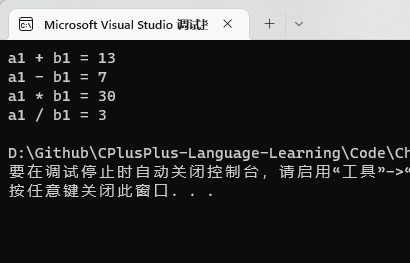 Microsoft Visual Studio 调试
a1 + b1 = 13
a1 - b1 = 7
a1 * b1 = 30
a1 / b1 = 3
D:\Github\CPlusPlus-Language-Learning\Code\Ch
要在调试停止时自动关闭控制台，请启用“工具”->“
按任意键关闭此窗口. . .